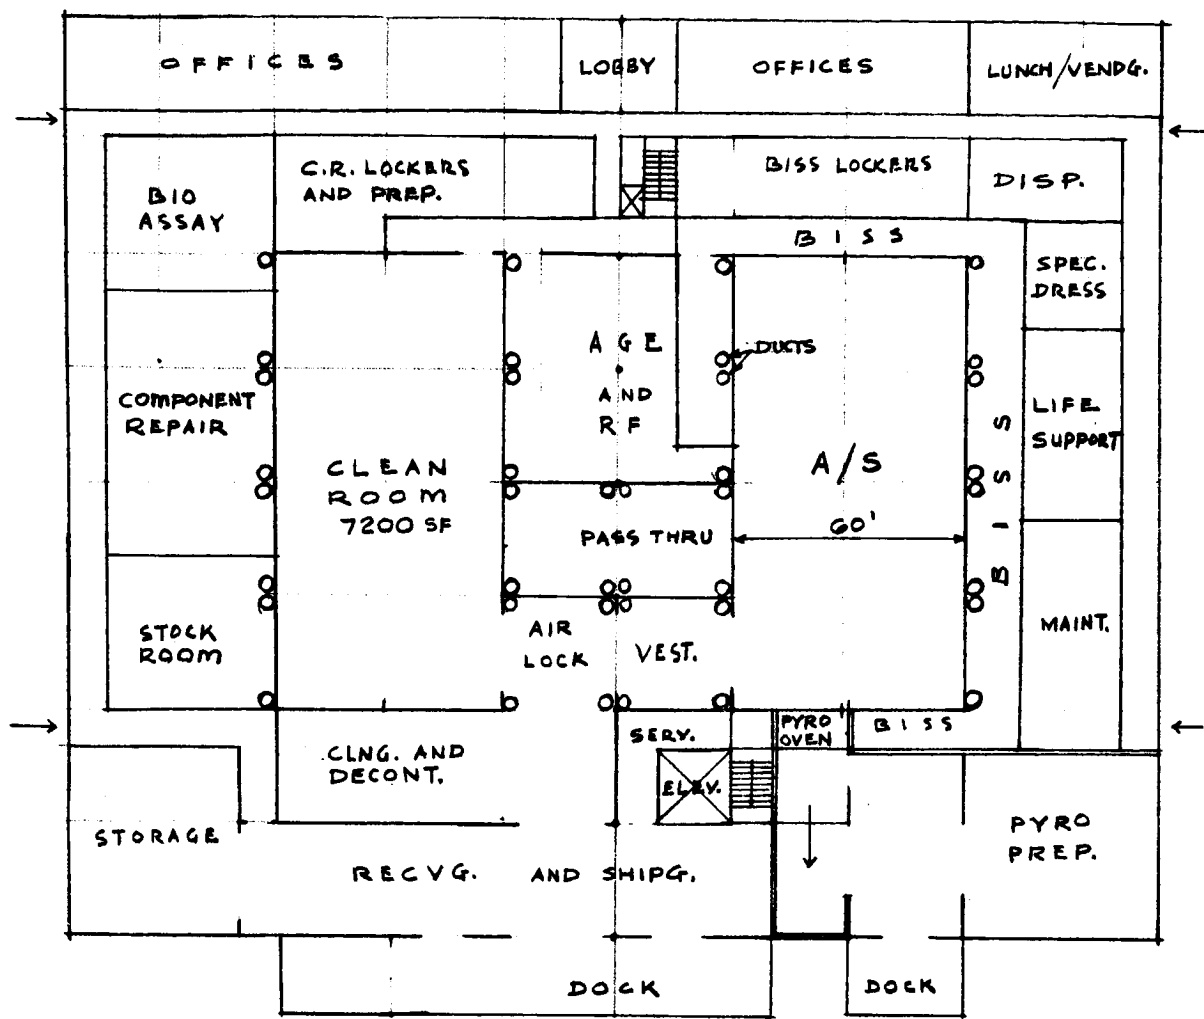 OFFICES
LOBBY
OFFICES
LUNCH/VENDG.
BIO
ASSAY
C.R. LOCKERS
AND PREP.
BISS LOCKERS
DISP.
BISS
SPEC.
DRESS
AGE
AND
RF
DUCTS
COMPONENT
REPAIR
CLEAN
ROOM
7200 SF
A/S
60'
BISS
LIFE
SUPPORT
PASS THRU
STOCK
ROOM
AIR
LOCK
VEST.
MAINT.
CLNG. AND
DECONT.
SERV.
ELEV.
PYRO
OVEN
BISS
STORAGE
RECVG. AND SHIPG.
PYRO
PREP.
DOCK
DOCK